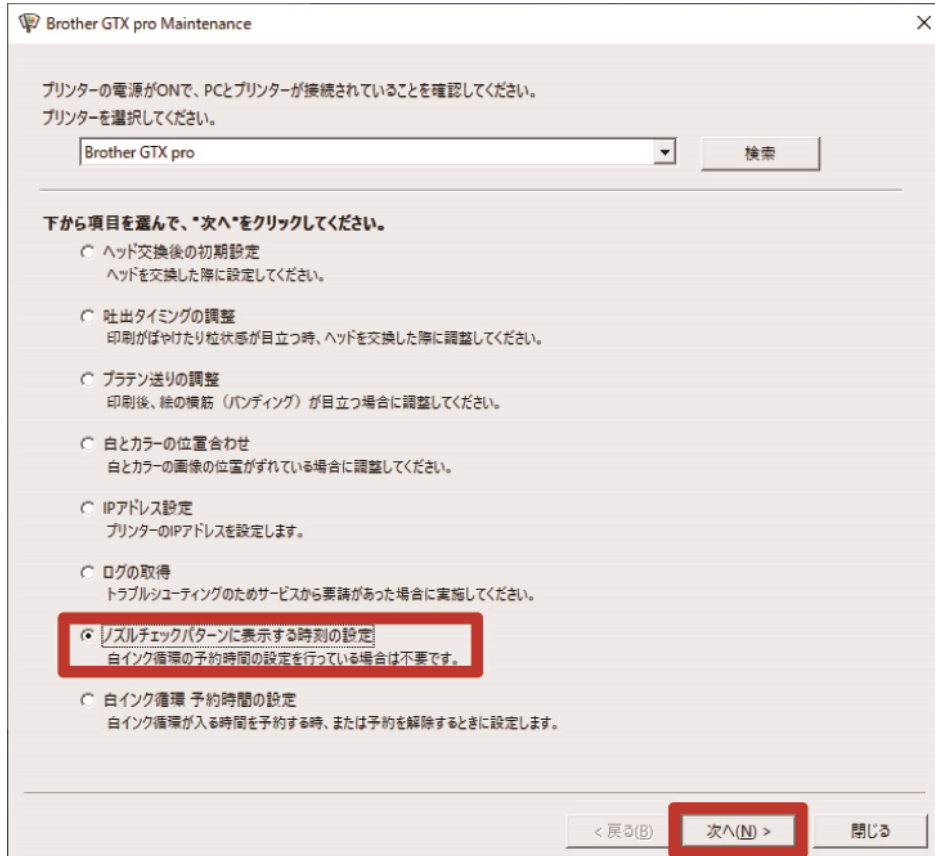 Brother GTX pro Maintenance
プリンターの電源がONで、PCとプリンターが接続されていることを確認してください。
プリンターを選択してください。
Brother GTX pro
検索
下から項目を選んで、"次へ"をクリックしてください。
ヘッド交換後の初期設定
ヘッドを交換した際に設定してください。
吐出タイミングの調整
印刷がぼやけたり粒状感が目立つ時、ヘッドを交換した際に調整してください。
プラテン送りの調整
印刷後、絵の横筋（バンディング）が目立つ場合に調整してください。
白とカラーの位置合わせ
白とカラーの画像の位置がずれている場合に調整してください。
IPアドレス設定
プリンターのIPアドレスを設定します。
ログの取得
トラブルシューティングのためサービスから要請があった場合に実施してください。
ノズルチェックパターンに表示する時刻の設定
白インク循環の予約時間の設定を行っている場合は不要です。
白インク循環 予約時間の設定
白インク循環が入る時間を予約する時、または予約を解除するときに設定します。
< 戻る(B)
次へ(N) >
閉じる